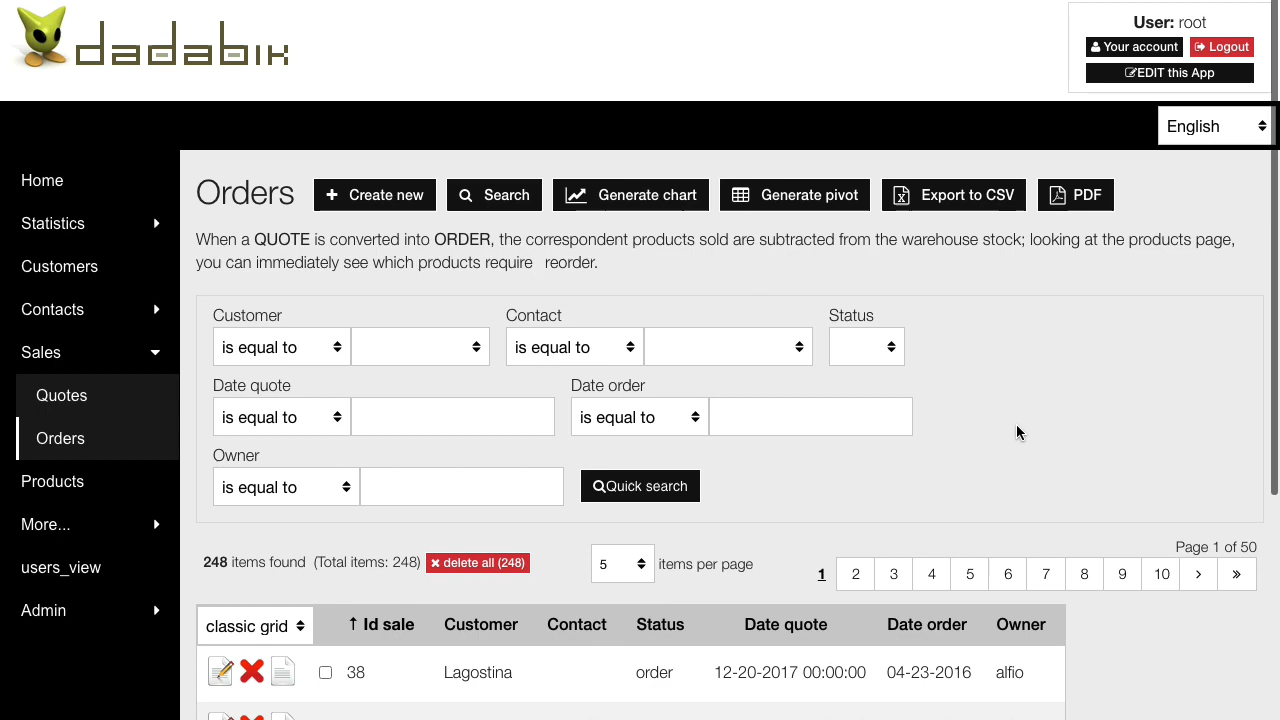 dadabik
User: root
Your account Logout
EDIT this App
English
Home
Statistics
Customers
Contacts
Sales
Quotes
Orders
Products
More...
users_view
Admin
Orders Create new Search Generate chart Generate pivot Export to CSV PDF
When a QUOTE is converted into ORDER, the correspondent products sold are subtracted from the warehouse stock; looking at the products page,
you can immediately see which products require reorder.
Customer Contact Status
is equal to is equal to
Date quote Date order
is equal to is equal to
Owner
is equal to Quick search
248 items found (Total items: 248) delete all (248) 5 items per page
Page 1 of 50
1 2 3 4 5 6 7 8 9 10 › »
classic grid ↑ Id sale Customer Contact Status Date quote Date order Owner
38 Lagostina order 12-20-2017 00:00:00 04-23-2016 alfio